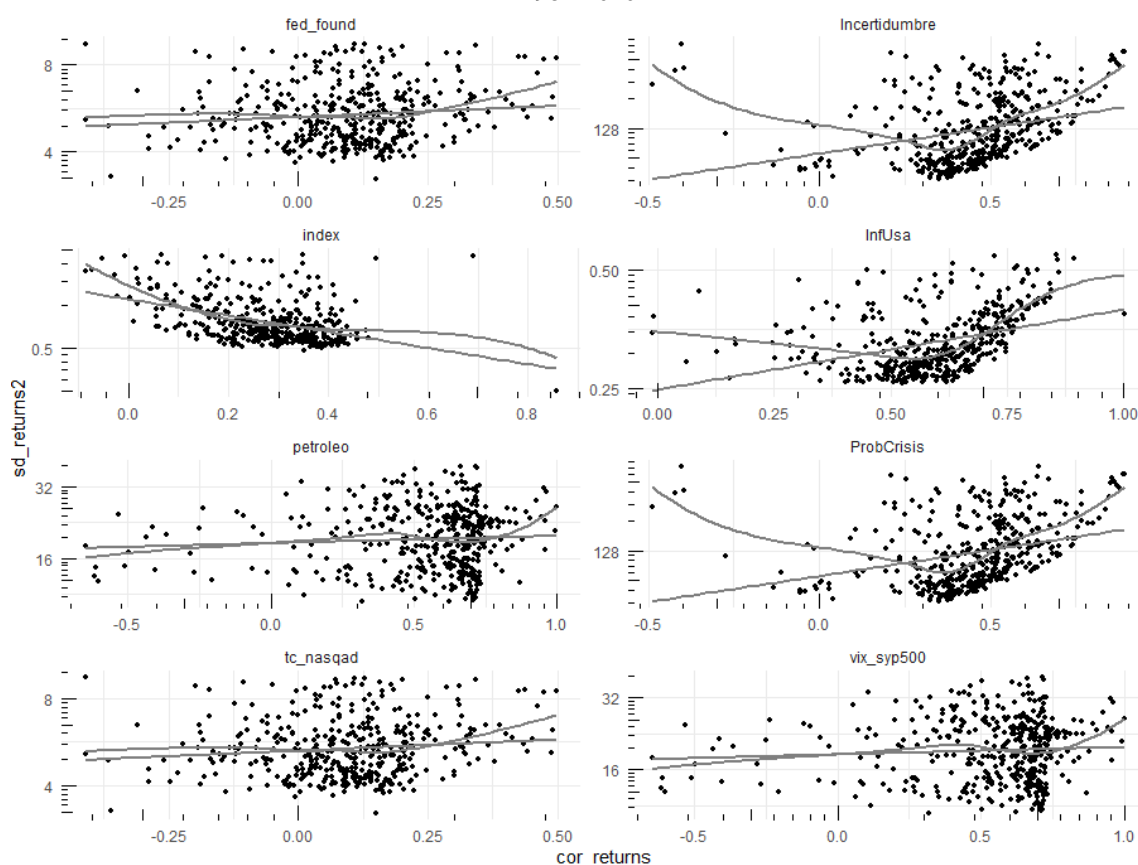 fed_found
Incertidumbre
8
4
-0.25 0.00 0.25 0.50
128
-0.5 0.0 0.5
index
InfUsa
0.5
0.0 0.2 0.4 0.6 0.8
0.50
0.25
0.00 0.25 0.50 0.75 1.00
sd_returns2
petroleo
ProbCrisis
32
16
-0.5 0.0 0.5 1.0
128
-0.5 0.0 0.5
tc_nasqad
vix_syp500
8
4
-0.25 0.00 0.25 0.50
32
16
-0.5 0.0 0.5 1.0
cor_returns